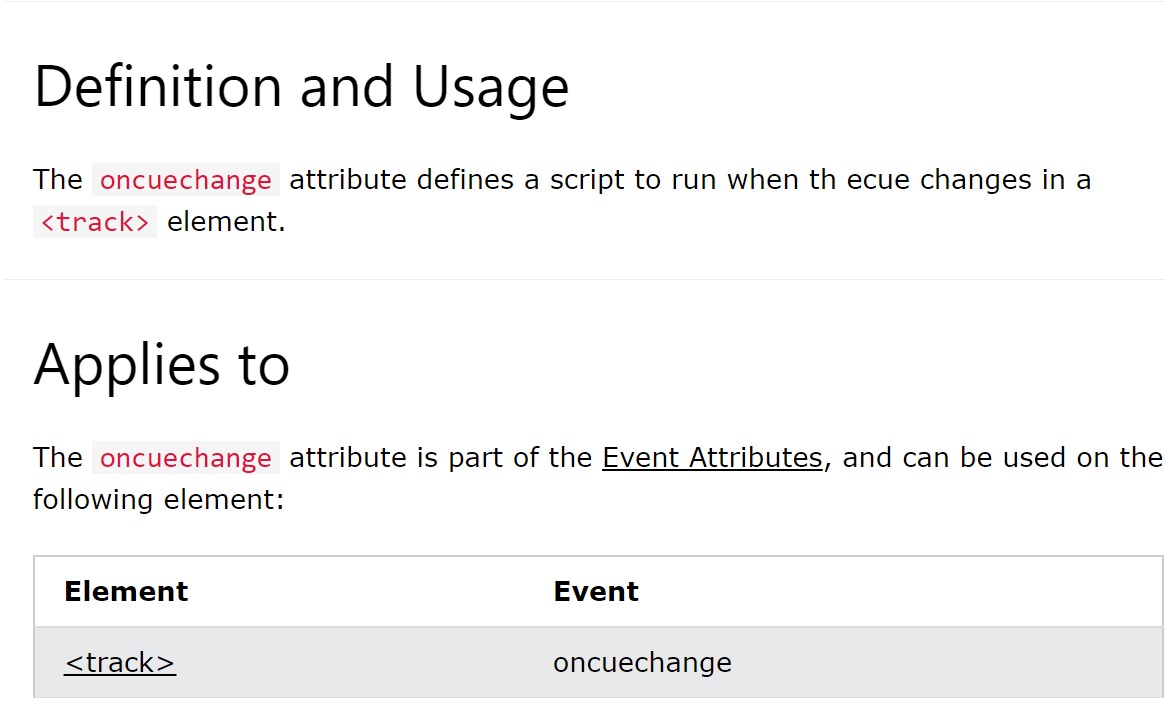 Definition and Usage
The oncuechange attribute defines a script to run when th ecue changes in a
<track> element.
Applies to
The oncuechange attribute is part of the Event Attributes, and can be used on the
following element:
Element Event
<track> oncuechange